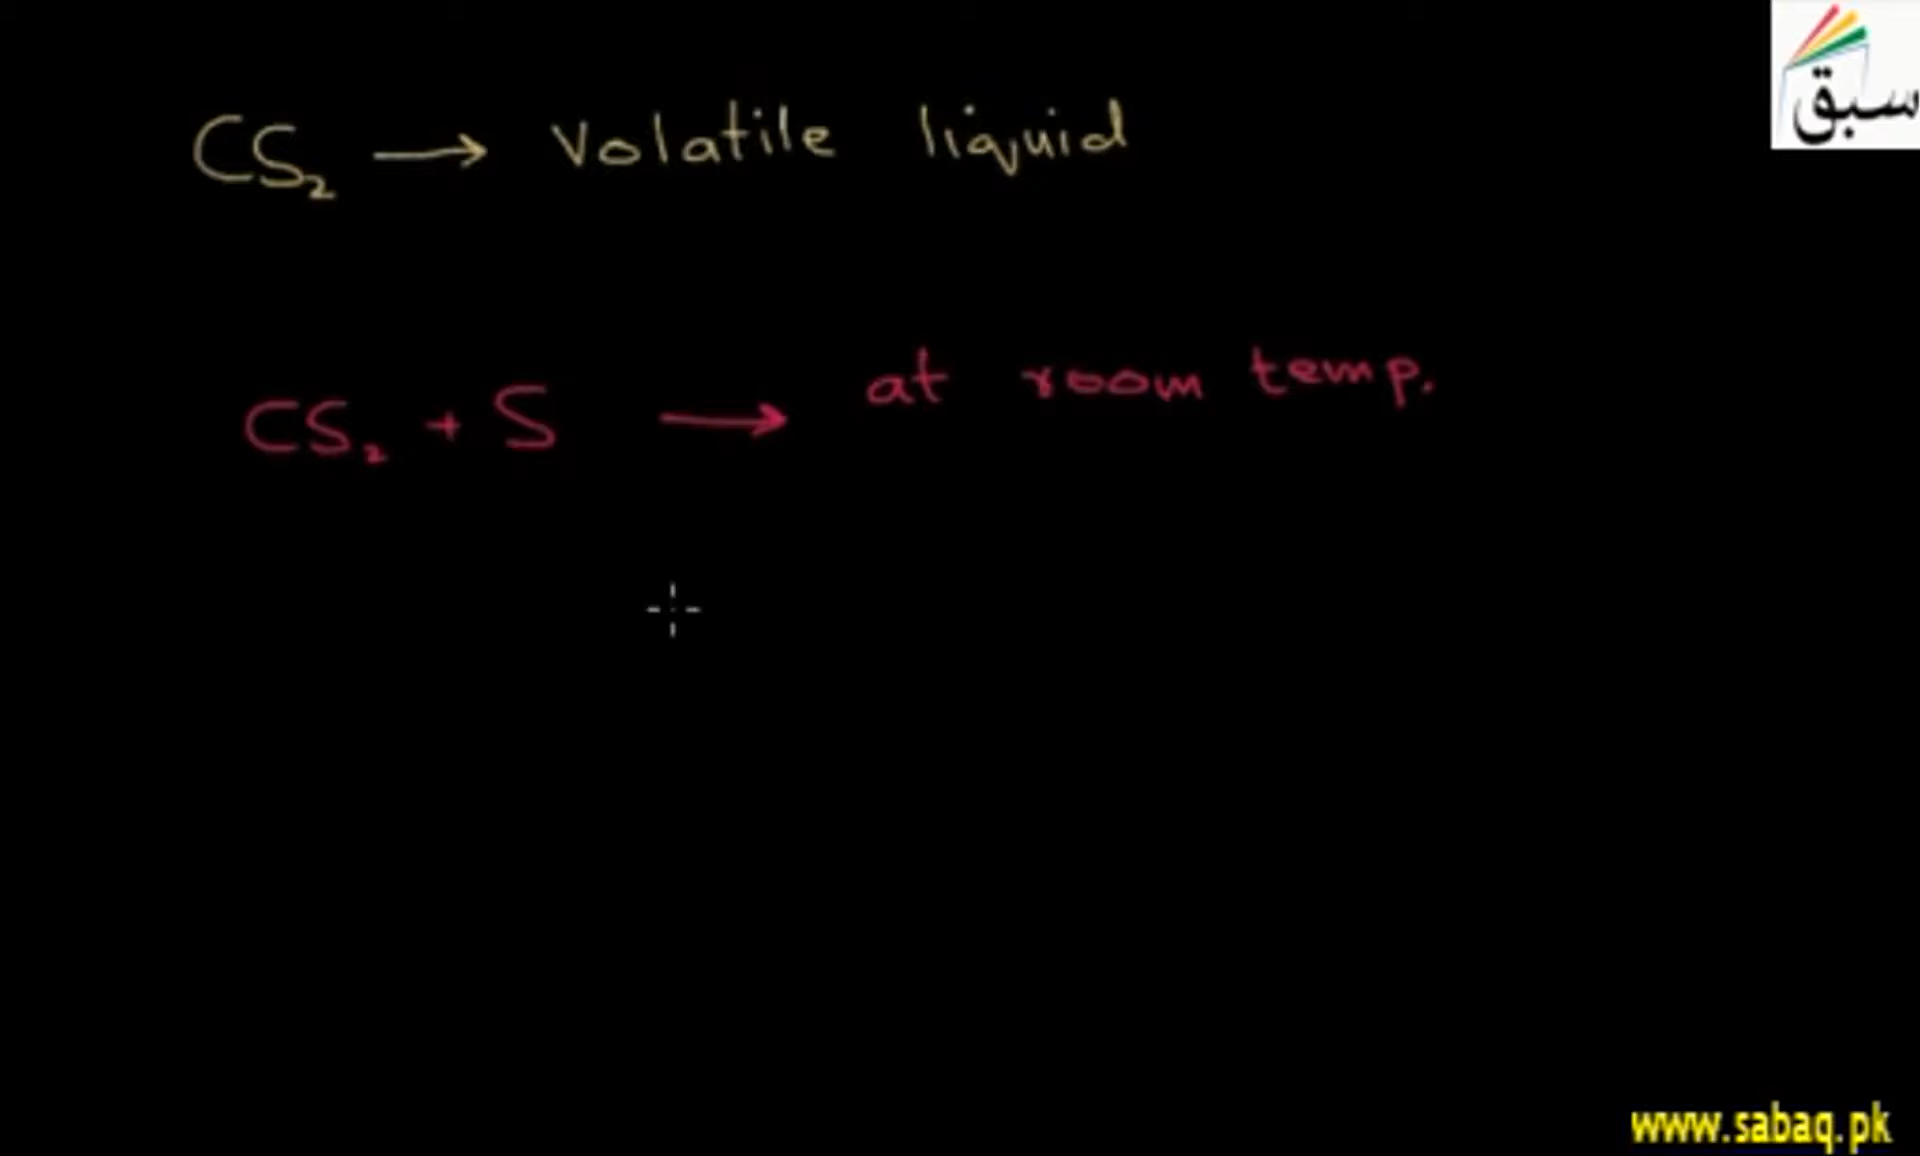 سبق
CS₂ → Volatile liquid
CS₂ + S → at room temp.
www.sabaq.pk